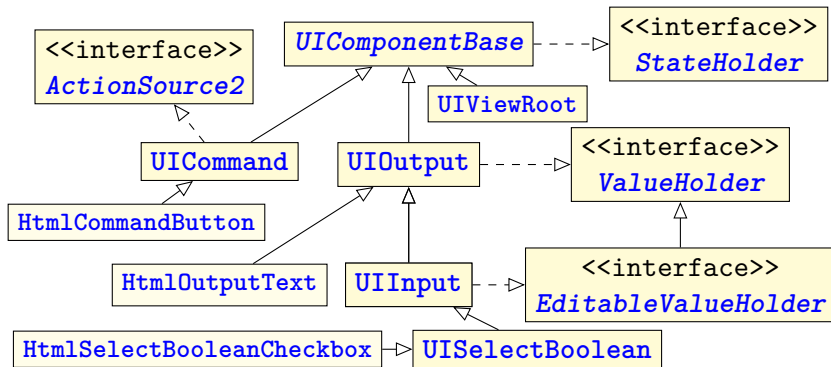 <<interface>>
ActionSource2
UIComponentBase
<<interface>>
StateHolder
UIViewRoot
UICommand
UIOutput
<<interface>>
ValueHolder
HtmlCommandButton
HtmlOutputText
UIInput
<<interface>>
EditableValueHolder
HtmlSelectBooleanCheckbox
UISelectBoolean